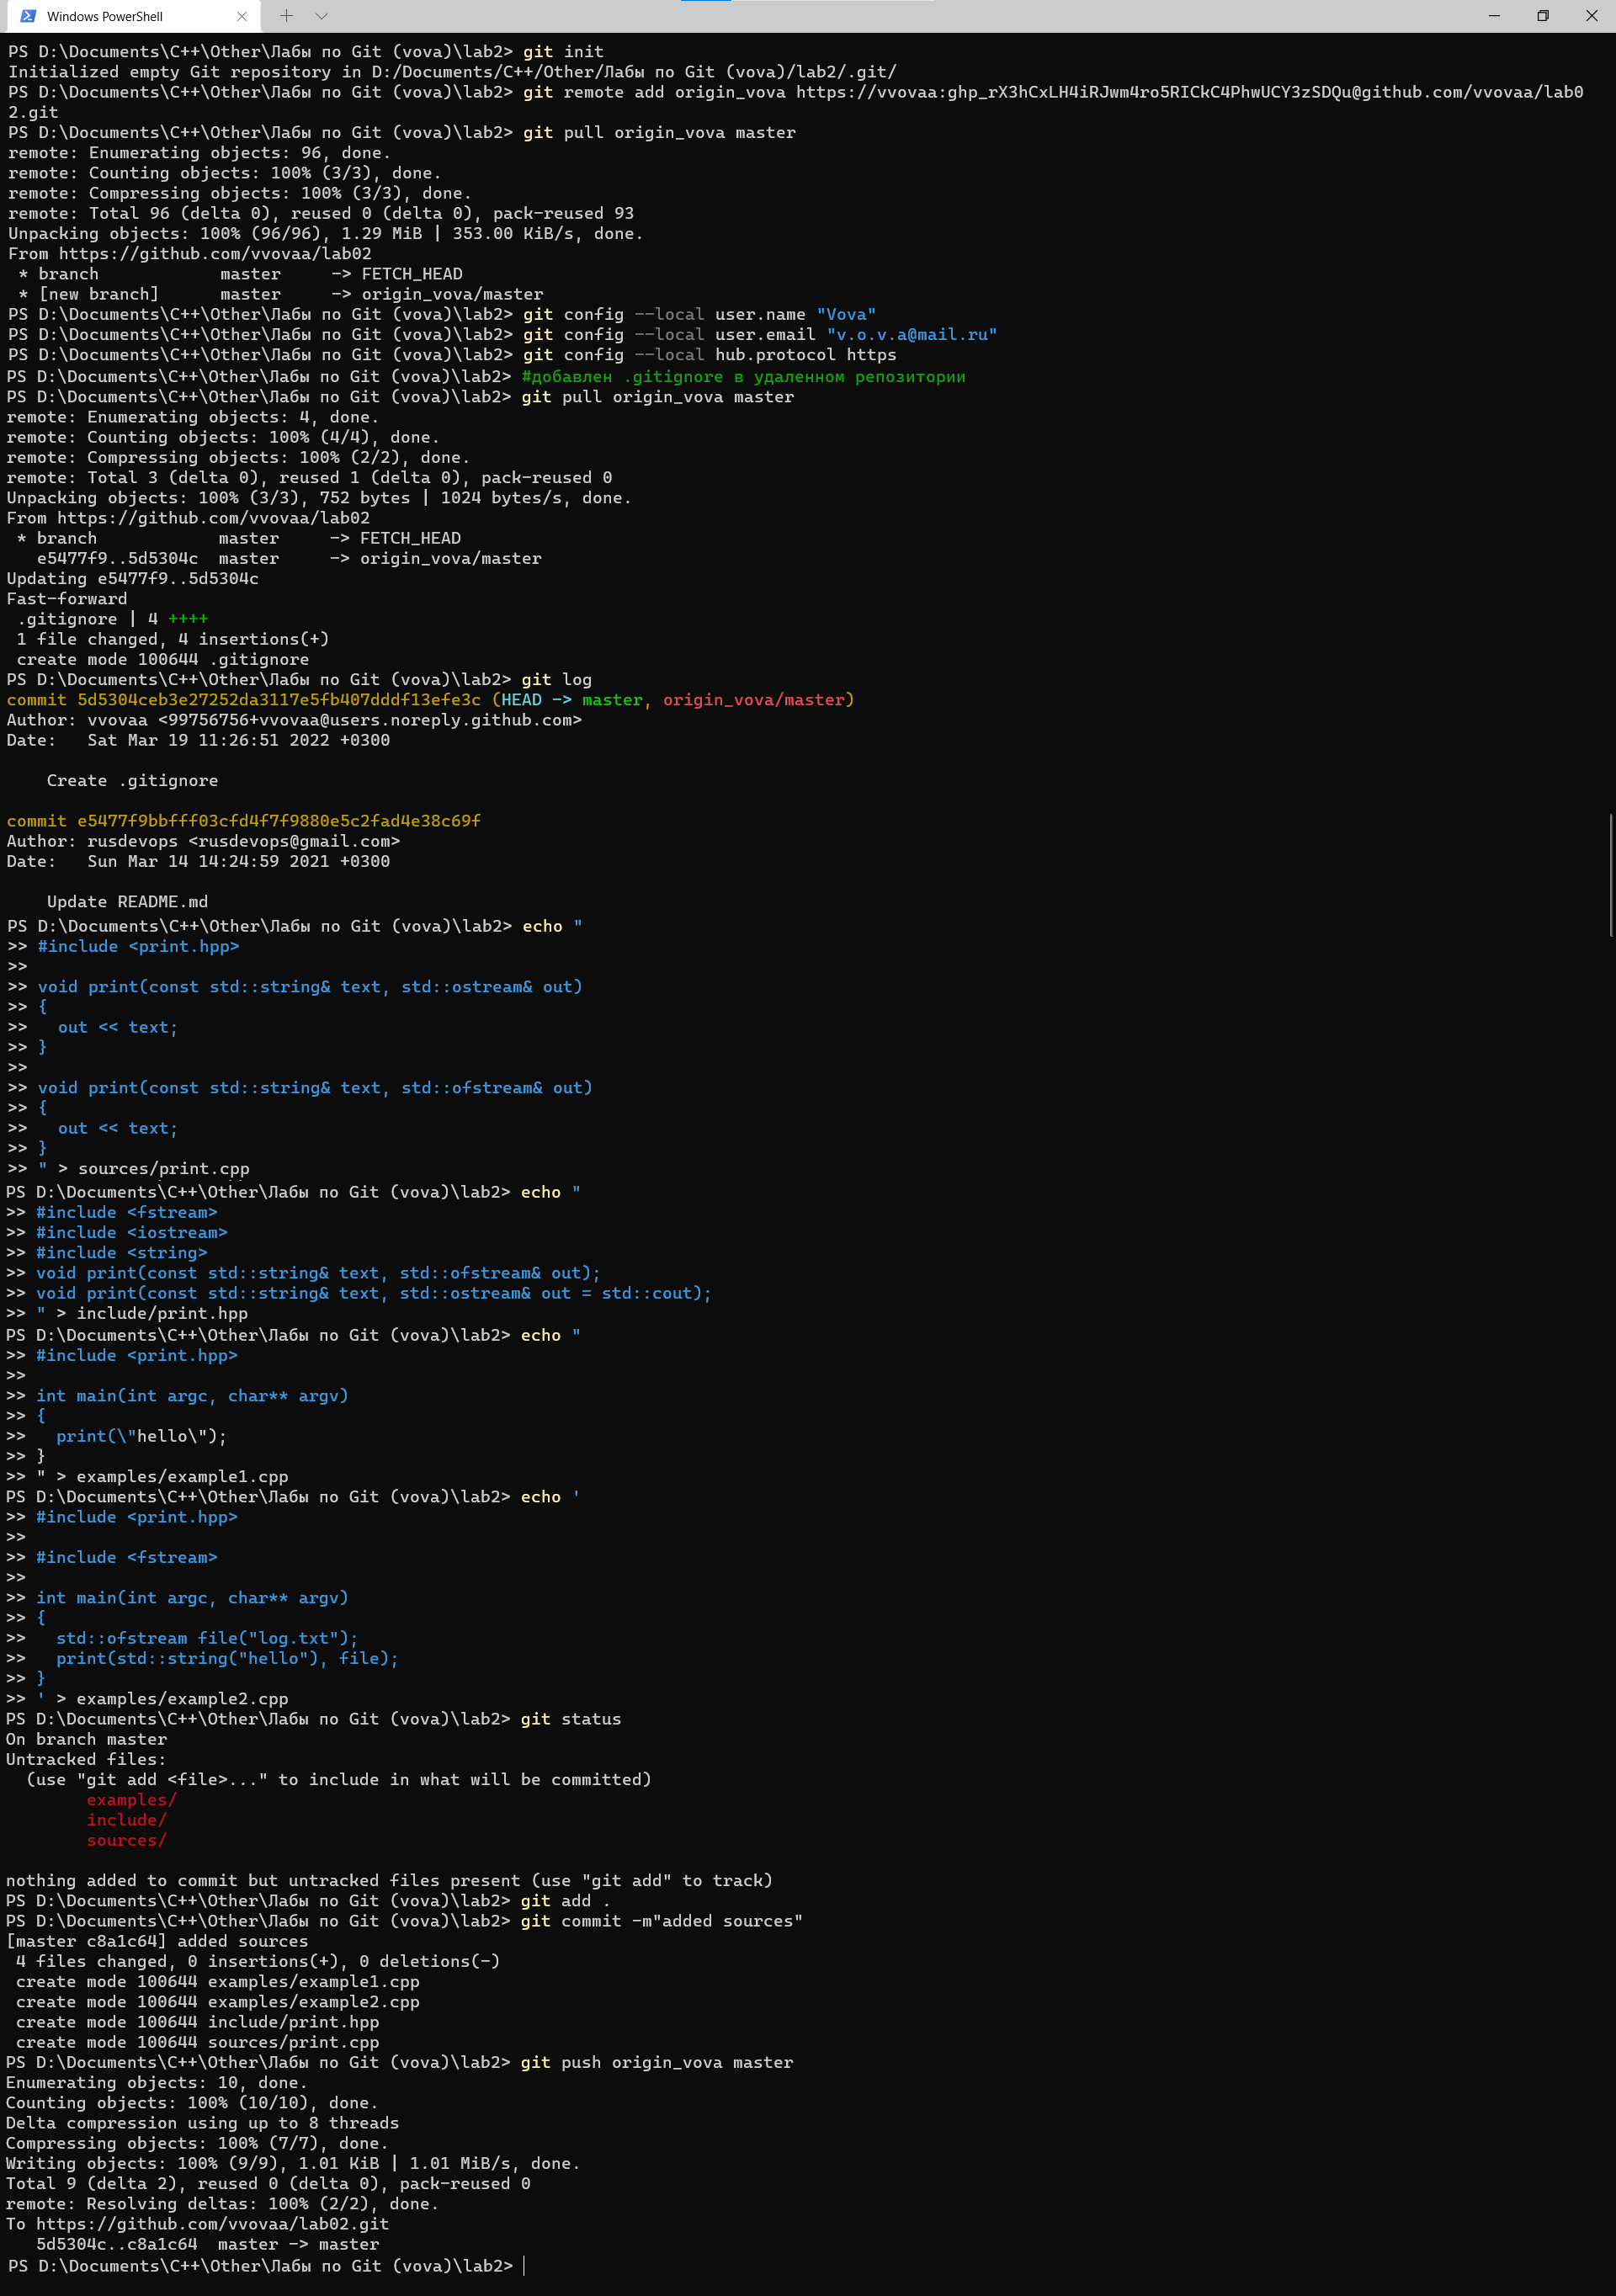 Windows PowerShell
PS D:\Documents\C++\Other\Лабы по Git (vova)\lab2> git init
Initialized empty Git repository in D:/Documents/C++/Other/Лабы по Git (vova)/lab2/.git/
PS D:\Documents\C++\Other\Лабы по Git (vova)\lab2> git remote add origin_vova https://vvovaa:@github.com/vvovaa/lab0
2.git
PS D:\Documents\C++\Other\Лабы по Git (vova)\lab2> git pull origin_vova master
remote: Enumerating objects: 96, done.
remote: Counting objects: 100% (3/3), done.
remote: Compressing objects: 100% (3/3), done.
remote: Total 96 (delta 0), reused 0 (delta 0), pack-reused 93
Unpacking objects: 100% (96/96), 1.29 MiB | 353.00 KiB/s, done.
From https://github.com/vvovaa/lab02
 * branch            master     -> FETCH_HEAD
 * [new branch]      master     -> origin_vova/master
PS D:\Documents\C++\Other\Лабы по Git (vova)\lab2> git config --local user.name "Vova"
PS D:\Documents\C++\Other\Лабы по Git (vova)\lab2> git config --local user.email "v.o.v.a@mail.ru"
PS D:\Documents\C++\Other\Лабы по Git (vova)\lab2> git config --local hub.protocol https
PS D:\Documents\C++\Other\Лабы по Git (vova)\lab2> #добавлен .gitignore в удаленном репозитории
PS D:\Documents\C++\Other\Лабы по Git (vova)\lab2> git pull origin_vova master
remote: Enumerating objects: 4, done.
remote: Counting objects: 100% (4/4), done.
remote: Compressing objects: 100% (2/2), done.
remote: Total 3 (delta 0), reused 1 (delta 0), pack-reused 0
Unpacking objects: 100% (3/3), 752 bytes | 1024 bytes/s, done.
From https://github.com/vvovaa/lab02
 * branch            master     -> FETCH_HEAD
   e5477f9..5d5304c  master     -> origin_vova/master
Updating e5477f9..5d5304c
Fast-forward
 .gitignore | 4 ++++
 1 file changed, 4 insertions(+)
 create mode 100644 .gitignore
PS D:\Documents\C++\Other\Лабы по Git (vova)\lab2> git log
commit 5d5304ceb3e27252da3117e5fb407dddf13efe3c (HEAD -> master, origin_vova/master)
Author: vvovaa <99756756+vvovaa@users.noreply.github.com>
Date:   Sat Mar 19 11:26:51 2022 +0300
    Create .gitignore
commit e5477f9bbfff03cfd4f7f9880e5c2fad4e38c69f
Author: rusdevops <rusdevops@gmail.com>
Date:   Sun Mar 14 14:24:59 2021 +0300
    Update README.md
PS D:\Documents\C++\Other\Лабы по Git (vova)\lab2> echo "
>> #include <print.hpp>
>>
>> void print(const std::string& text, std::ostream& out)
>> {
>>   out << text;
>> }
>>
>> void print(const std::string& text, std::ofstream& out)
>> {
>>   out << text;
>> }
>> " > sources/print.cpp
PS D:\Documents\C++\Other\Лабы по Git (vova)\lab2> echo "
>> #include <fstream>
>> #include <iostream>
>> #include <string>
>> void print(const std::string& text, std::ofstream& out);
>> void print(const std::string& text, std::ostream& out = std::cout);
>> " > include/print.hpp
PS D:\Documents\C++\Other\Лабы по Git (vova)\lab2> echo "
>> #include <print.hpp>
>>
>> int main(int argc, char** argv)
>> {
>>   print(\"hello\");
>> }
>> " > examples/example1.cpp
PS D:\Documents\C++\Other\Лабы по Git (vova)\lab2> echo '
>> #include <print.hpp>
>>
>> #include <fstream>
>>
>> int main(int argc, char** argv)
>> {
>>   std::ofstream file("log.txt");
>>   print(std::string("hello"), file);
>> }
>> ' > examples/example2.cpp
PS D:\Documents\C++\Other\Лабы по Git (vova)\lab2> git status
On branch master
Untracked files:
  (use "git add <file>..." to include in what will be committed)
        examples/
        include/
        sources/
nothing added to commit but untracked files present (use "git add" to track)
PS D:\Documents\C++\Other\Лабы по Git (vova)\lab2> git add .
PS D:\Documents\C++\Other\Лабы по Git (vova)\lab2> git commit -m"added sources"
[master c8a1c64] added sources
 4 files changed, 0 insertions(+), 0 deletions(-)
 create mode 100644 examples/example1.cpp
 create mode 100644 examples/example2.cpp
 create mode 100644 include/print.hpp
 create mode 100644 sources/print.cpp
PS D:\Documents\C++\Other\Лабы по Git (vova)\lab2> git push origin_vova master
Enumerating objects: 10, done.
Counting objects: 100% (10/10), done.
Delta compression using up to 8 threads
Compressing objects: 100% (7/7), done.
Writing objects: 100% (9/9), 1.01 KiB | 1.01 MiB/s, done.
Total 9 (delta 2), reused 0 (delta 0), pack-reused 0
remote: Resolving deltas: 100% (2/2), done.
To https://github.com/vvovaa/lab02.git
   5d5304c..c8a1c64  master -> master
PS D:\Documents\C++\Other\Лабы по Git (vova)\lab2>